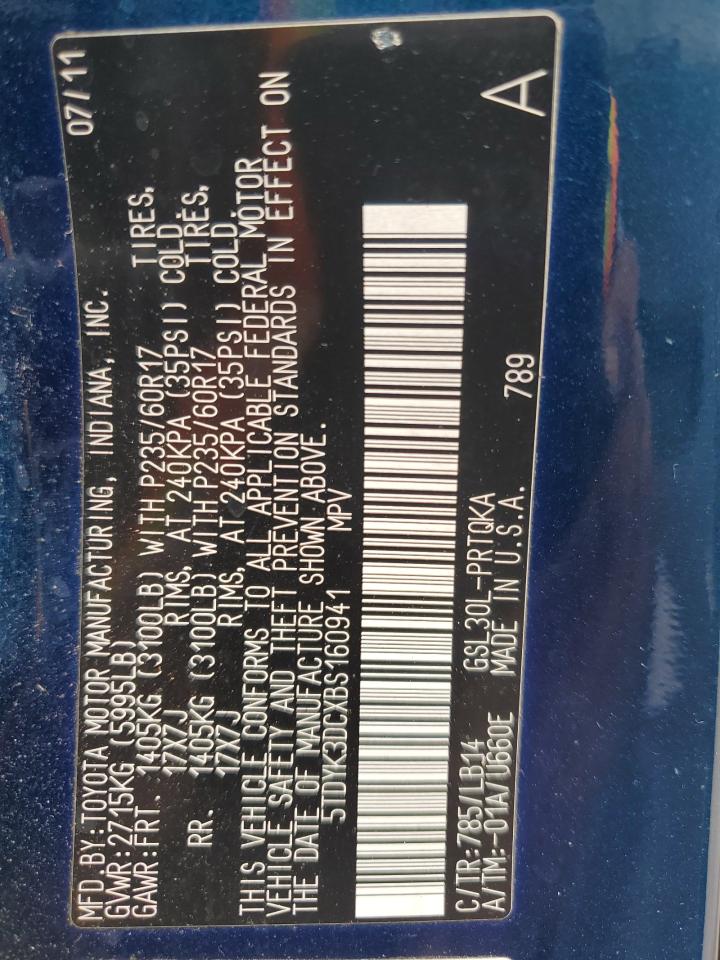 MFD.BY:TOYOTA MOTOR MANUFACTURING, INDIANA, INC. 07/11
GVWR:2715KG (5995LB)
GAWR:FRT. 1405KG (3100LB) WITH P235/60R17 TIRES,
17X7J RIMS, AT 240KPA (35PSI) COLD.
RR. 1405KG (3100LB) WITH P235/60R17 TIRES,
17X7J RIMS, AT 240KPA (35PSI) COLD.
THIS VEHICLE CONFORMS TO ALL APPLICABLE FEDERAL MOTOR
VEHICLE SAFETY AND THEFT PREVENTION STANDARDS IN EFFECT ON
THE DATE OF MANUFACTURE SHOWN ABOVE.
5TDYK3DCXBS160941 MPV
C/TR:785/LB14 GSL30L-PRTQKA
A/TM:-01A/U660E MADE IN U.S.A. 789 A